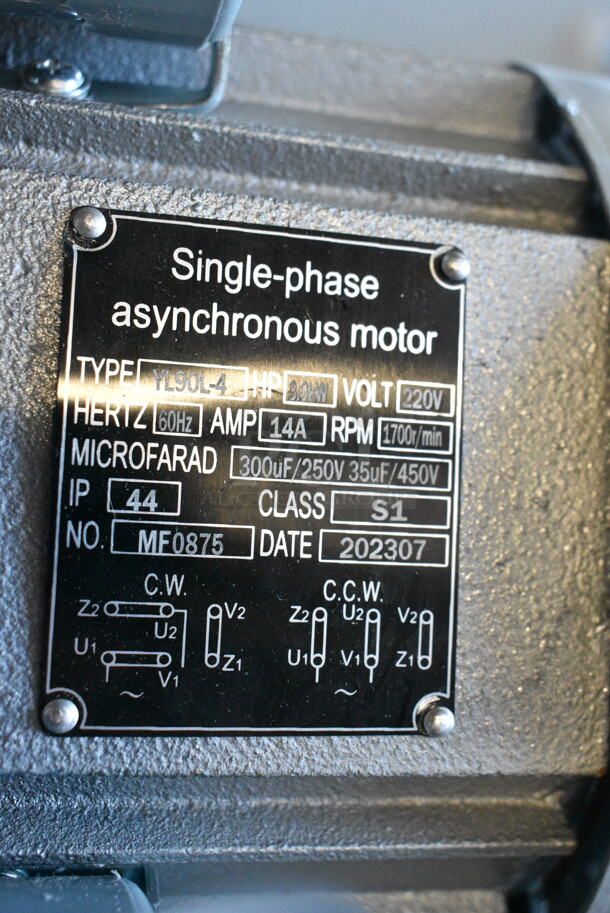 Single-phase
asynchronous motor
TYPE YL90L-4 HP 3.0kW VOLT 220V
HERTZ 60Hz AMP 14A RPM 1700r/min
MICROFARAD 300uF/250V 35uF/450V
IP 44 CLASS S1
NO. MF0875 DATE 202307
C.W. C.C.W.
Z2 U2 V2 Z2 U2 V2
U1 V1 Z1 U1 V1 Z1
~ ~